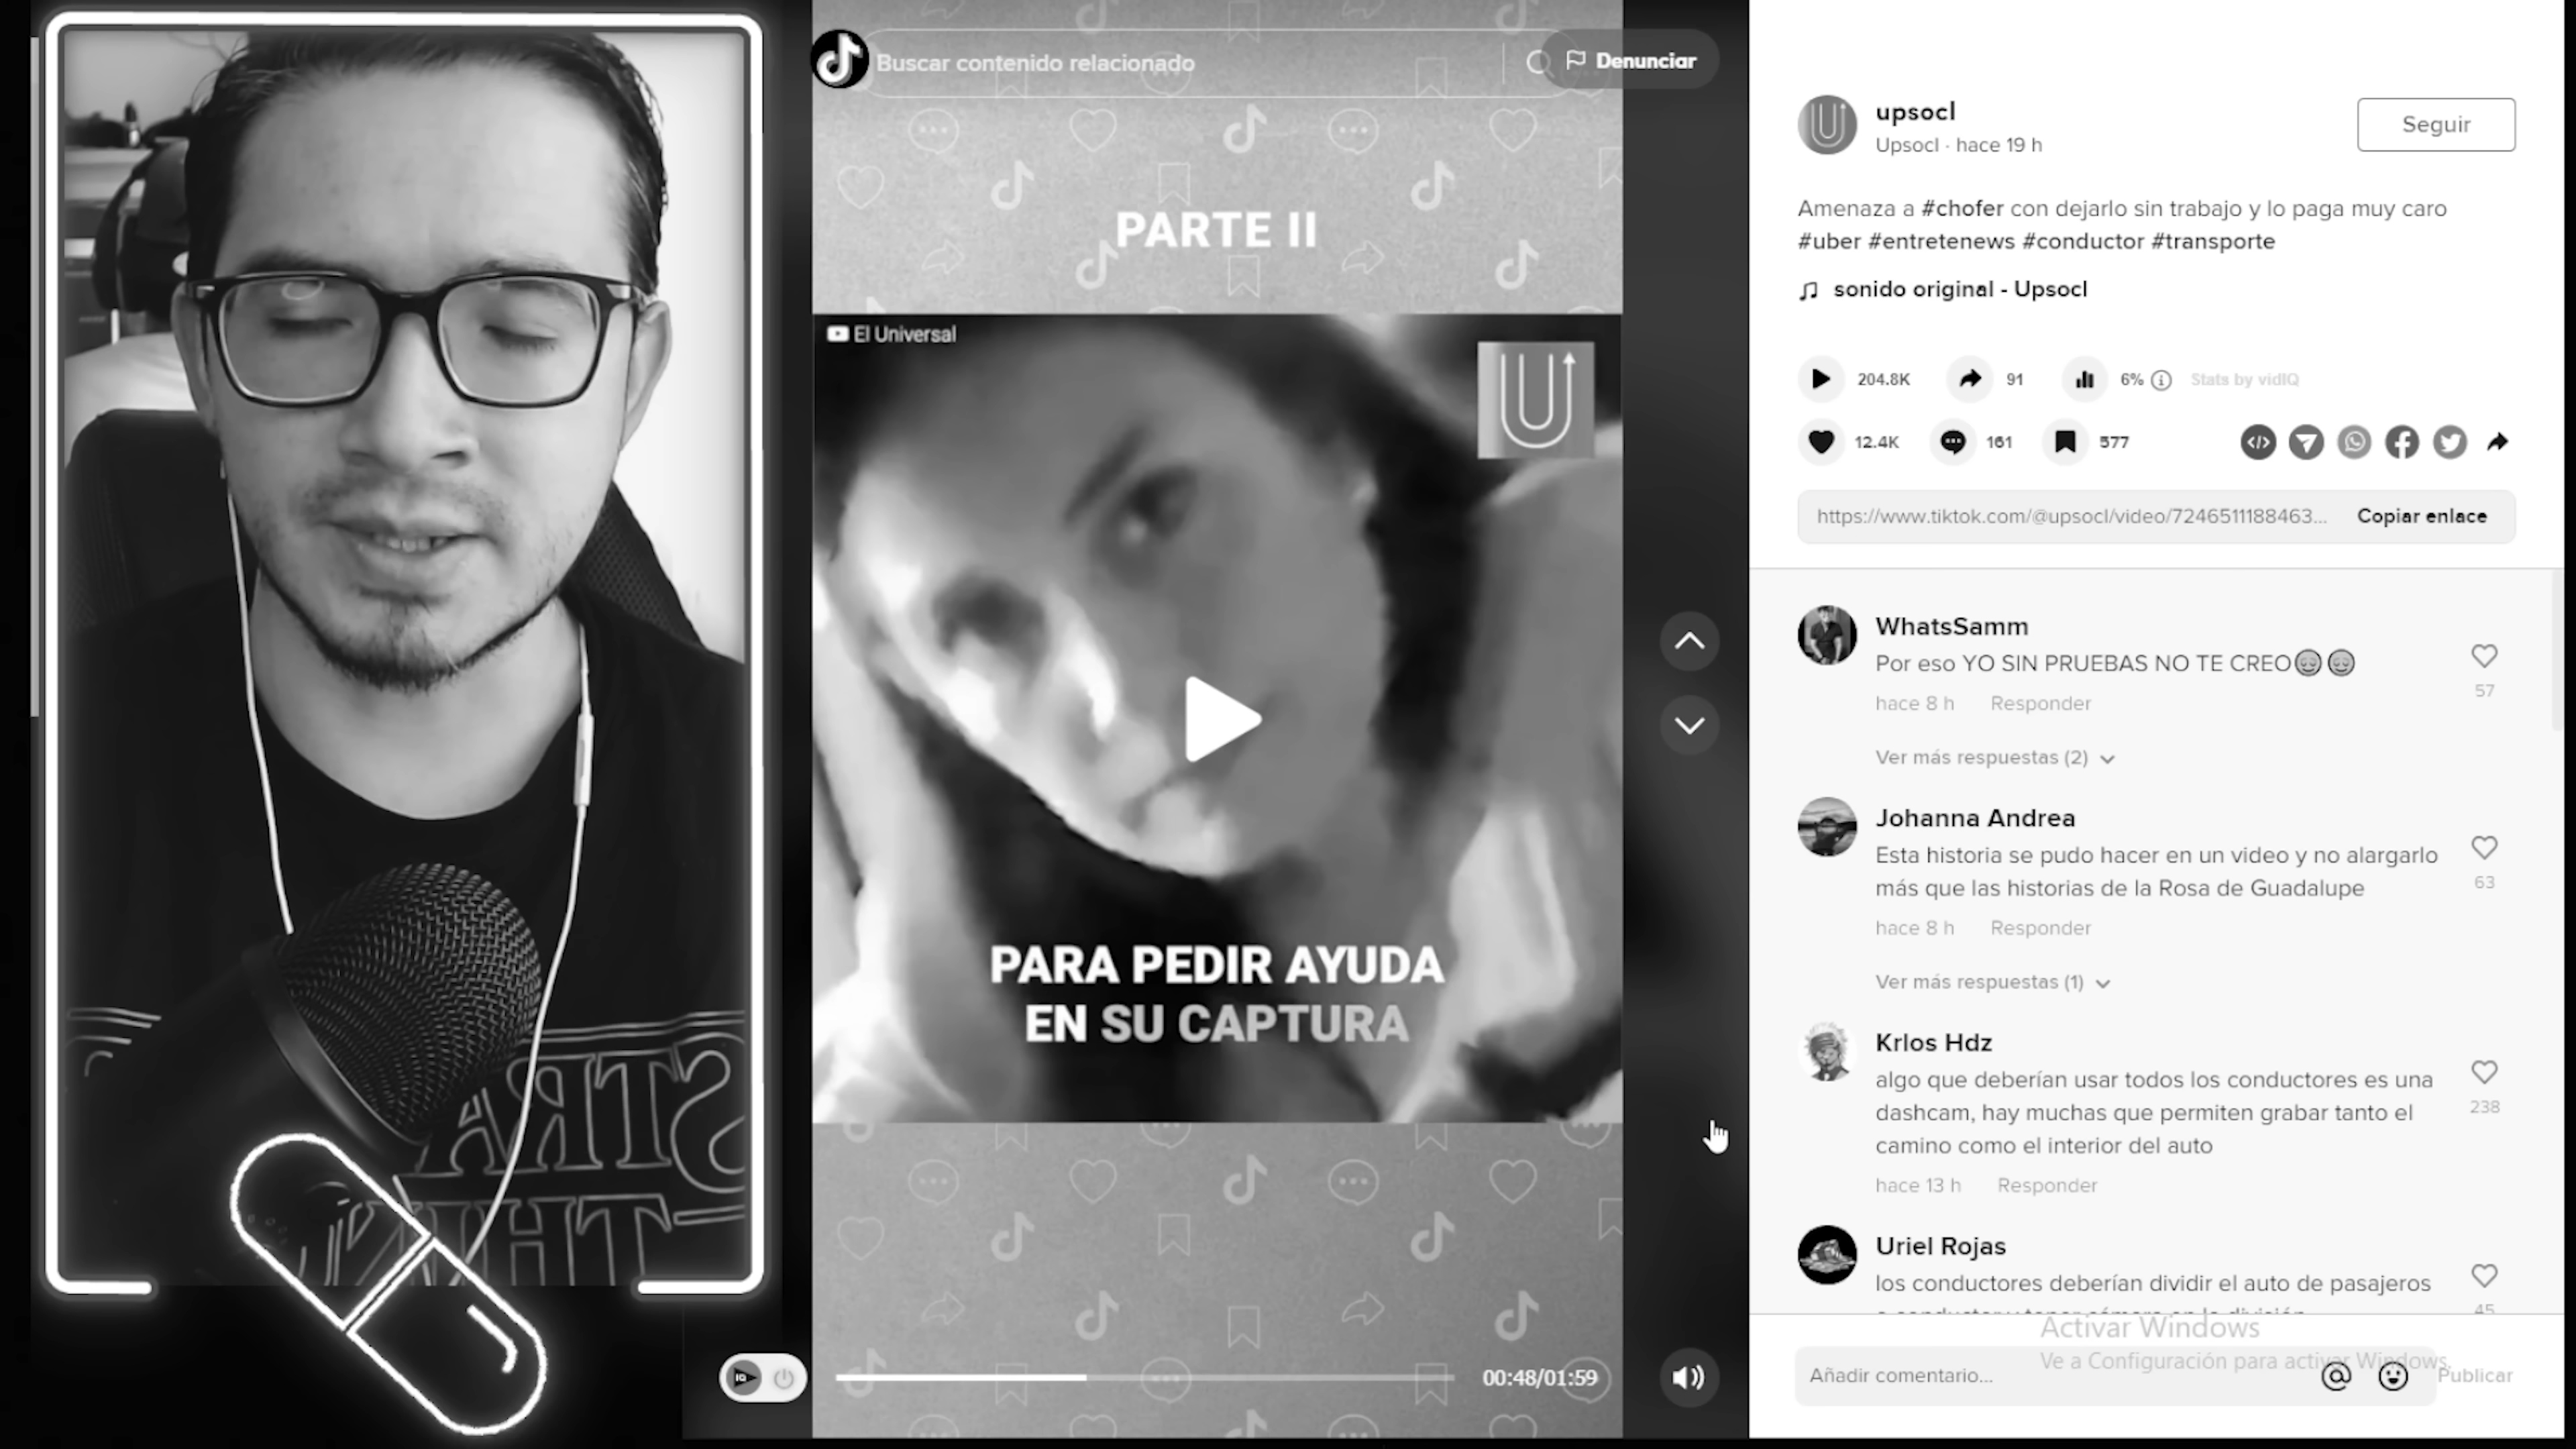 Buscar contenido relacionado
Denunciar
PARTE II
El Universal
U
PARA PEDIR AYUDA
EN SU CAPTURA
00:48/01:59
upsocl
Upsocl · hace 19 h
Seguir
Amenaza a #chofer con dejarlo sin trabajo y lo paga muy caro
#uber #entretenews #conductor #transporte
sonido original - Upsocl
204.8K
91
6%
Stats by vidIQ
12.4K
161
577
https://www.tiktok.com/@upsocl/video/7246511188463...
Copiar enlace
WhatsSamm
Por eso YO SIN PRUEBAS NO TE CREO
57
hace 8 h Responder
Ver más respuestas (2)
Johanna Andrea
Esta historia se pudo hacer en un video y no alargarlo
más que las historias de la Rosa de Guadalupe
63
hace 8 h Responder
Ver más respuestas (1)
Krlos Hdz
algo que deberían usar todos los conductores es una
dashcam, hay muchas que permiten grabar tanto el
camino como el interior del auto
238
hace 13 h Responder
Uriel Rojas
los conductores deberían dividir el auto de pasajeros
45
Activar Windows
Ve a Configuración para activar Windows.
Añadir comentario...
Publicar